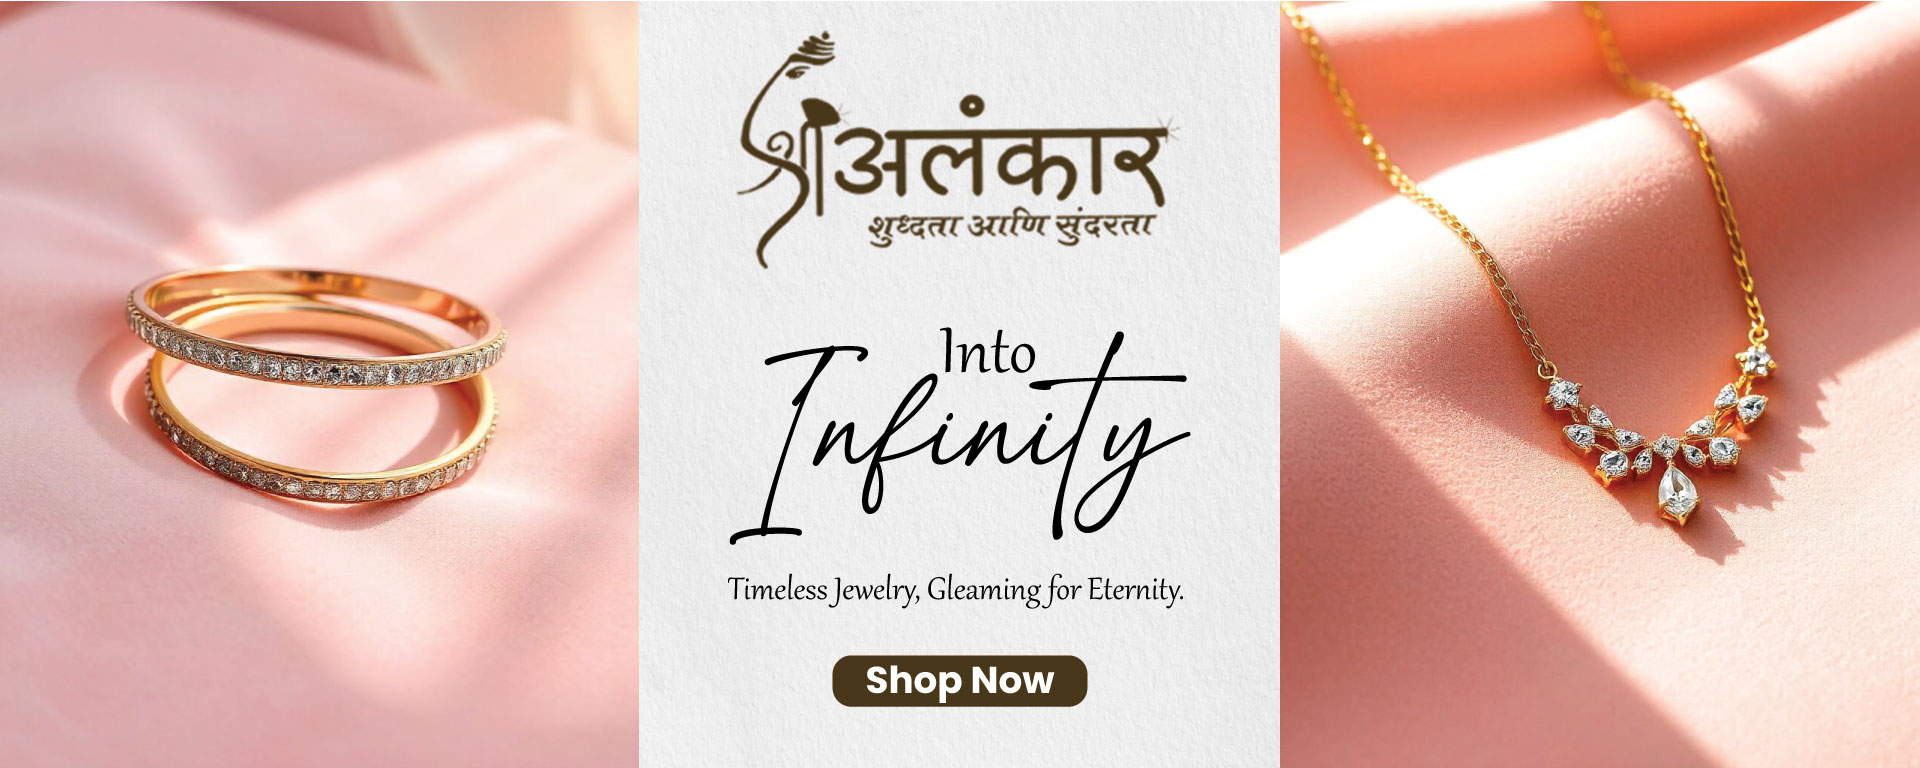 श्री अलंकार
शुध्दता आणि सुंदरता
Into
Infinity
Timeless Jewelry, Gleaming for Eternity.
Shop Now